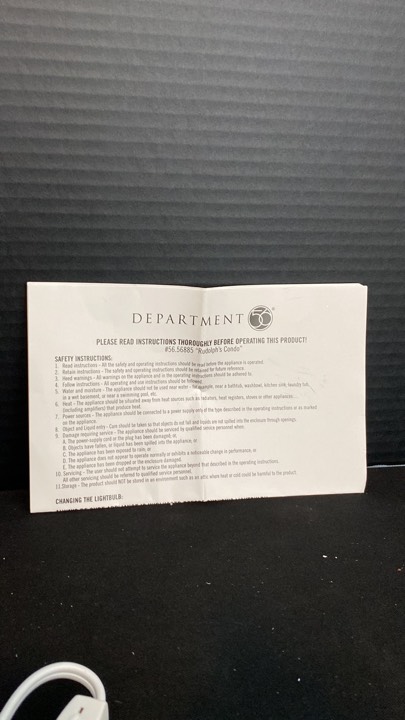 DEPARTMENT 56®
PLEASE READ INSTRUCTIONS THOROUGHLY BEFORE OPERATING THIS PRODUCT!
#56.56885 "Rudolph's Condo"
SAFETY INSTRUCTIONS:
1. Read instructions - All the safety and operating instructions should be read before the appliance is operated.
2. Retain instructions - The safety and operating instructions should be retained for future reference.
3. Heed warnings - All warnings on the appliance and in the operating instructions should be adhered to.
4. Follow instructions - All operating and use instructions should be followed.
5. Water and moisture - The appliance should not be used near water - for example, near a bathtub, washbowl, kitchen sink, laundry tub,
in a wet basement, or near a swimming pool, etc.
6. Heat - The appliance should be situated away from heat sources such as radiators, heat registers, stoves or other appliances
(including amplifiers) that produce heat.
7. Power sources - The appliance should be connected to a power supply only of the type described in the operating instructions or as marked
on the appliance.
8. Object and Liquid entry - Care should be taken so that objects do not fall and liquids are not spilled into the enclosure through openings.
9. Damage requiring service - The appliance should be serviced by qualified service personnel when:
A. The power-supply cord or the plug has been damaged; or
B. Objects have fallen, or liquid has been spilled into the appliance, or
C. The appliance has been exposed to rain, or
D. The appliance does not appear to operate normally or exhibits a noticeable change in performance, or
E. The appliance has been dropped or the enclosure damaged.
10. Servicing - The user should not attempt to service the appliance beyond that described in the operating instructions.
All other servicing should be referred to qualified service personnel.
11. Storage - The product should NOT be stored in an environment such as an attic where heat or cold could be harmful to the product.
CHANGING THE LIGHTBULB: